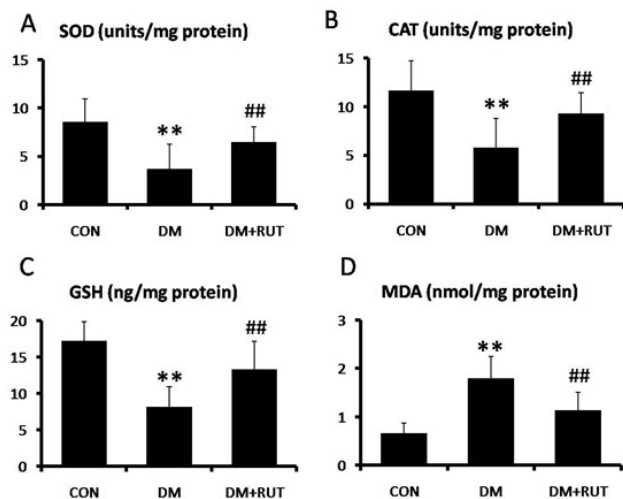 A
SOD (units/mg protein)
15
10
5
0
**
##
CON DM DM+RUT
B
CAT (units/mg protein)
15
10
5
0
**
##
CON DM DM+RUT
C
GSH (ng/mg protein)
20
15
10
5
0
**
##
CON DM DM+RUT
D
MDA (nmol/mg protein)
3
2
1
0
**
##
CON DM DM+RUT